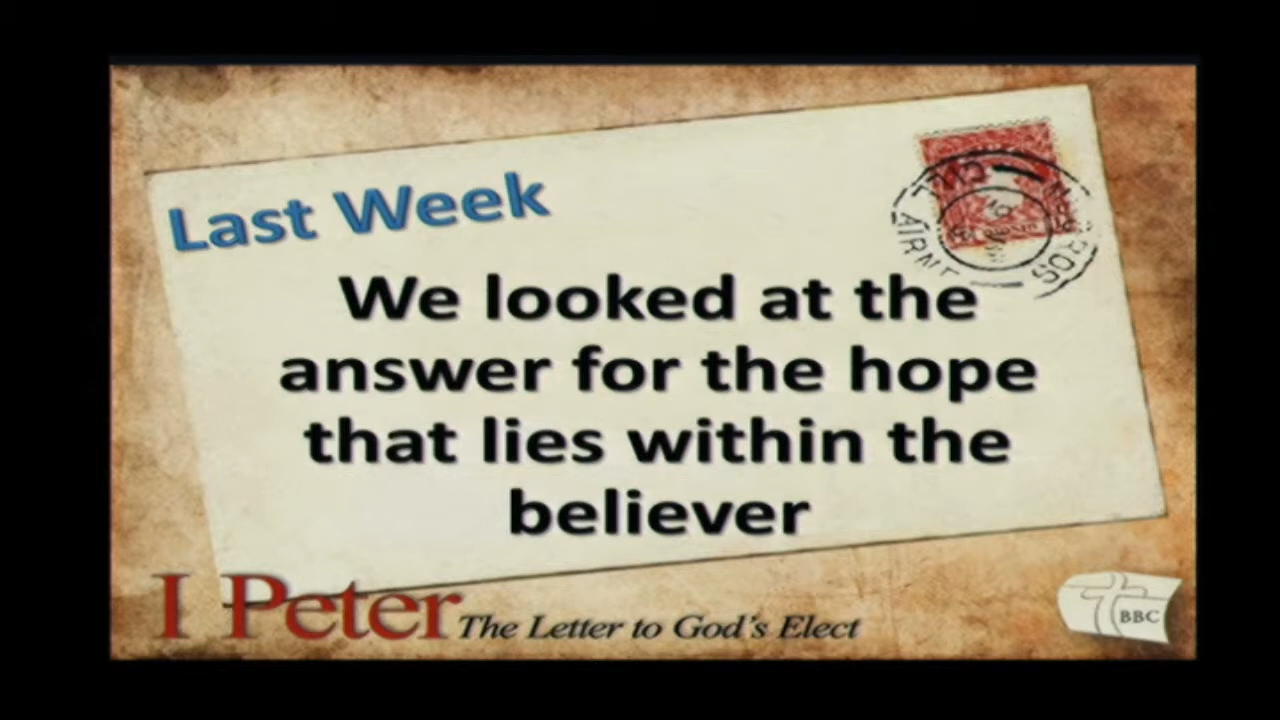 Last Week
We looked at the
answer for the hope
that lies within the
believer
I Peter The Letter to God's Elect
BBC